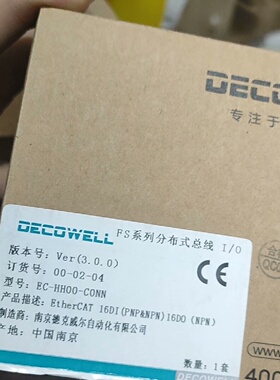 DECOW
专注于
DECOWELL FS系列分布式总线 I/O
版本号: Ver(3.0.0)
订货号: 00-02-04
型号: EC-HH00-CONN
产品描述: EtherCAT 16DI(PNP&NPN)16DO (NPN)
制造商: 南京德克威尔自动化有限公司
产地: 中国南京
数量: 1套
CE
DECOWELL
www.
400